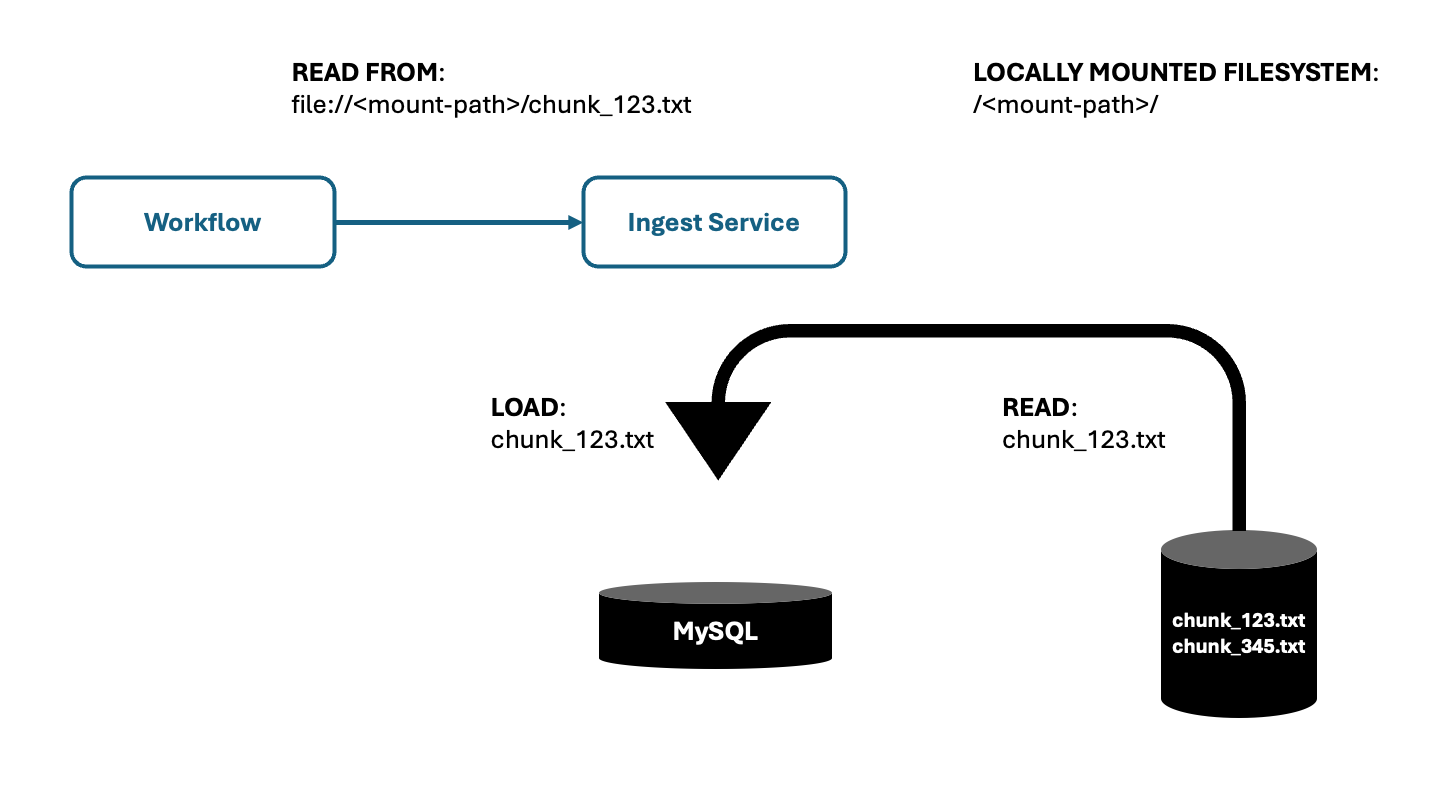 READ FROM:
file://<mount-path>/chunk_123.txt
LOCALLY MOUNTED FILESYSTEM:
/<mount-path>/
Workflow
Ingest Service
LOAD:
chunk_123.txt
READ:
chunk_123.txt
MySQL
chunk_123.txt
chunk_345.txt